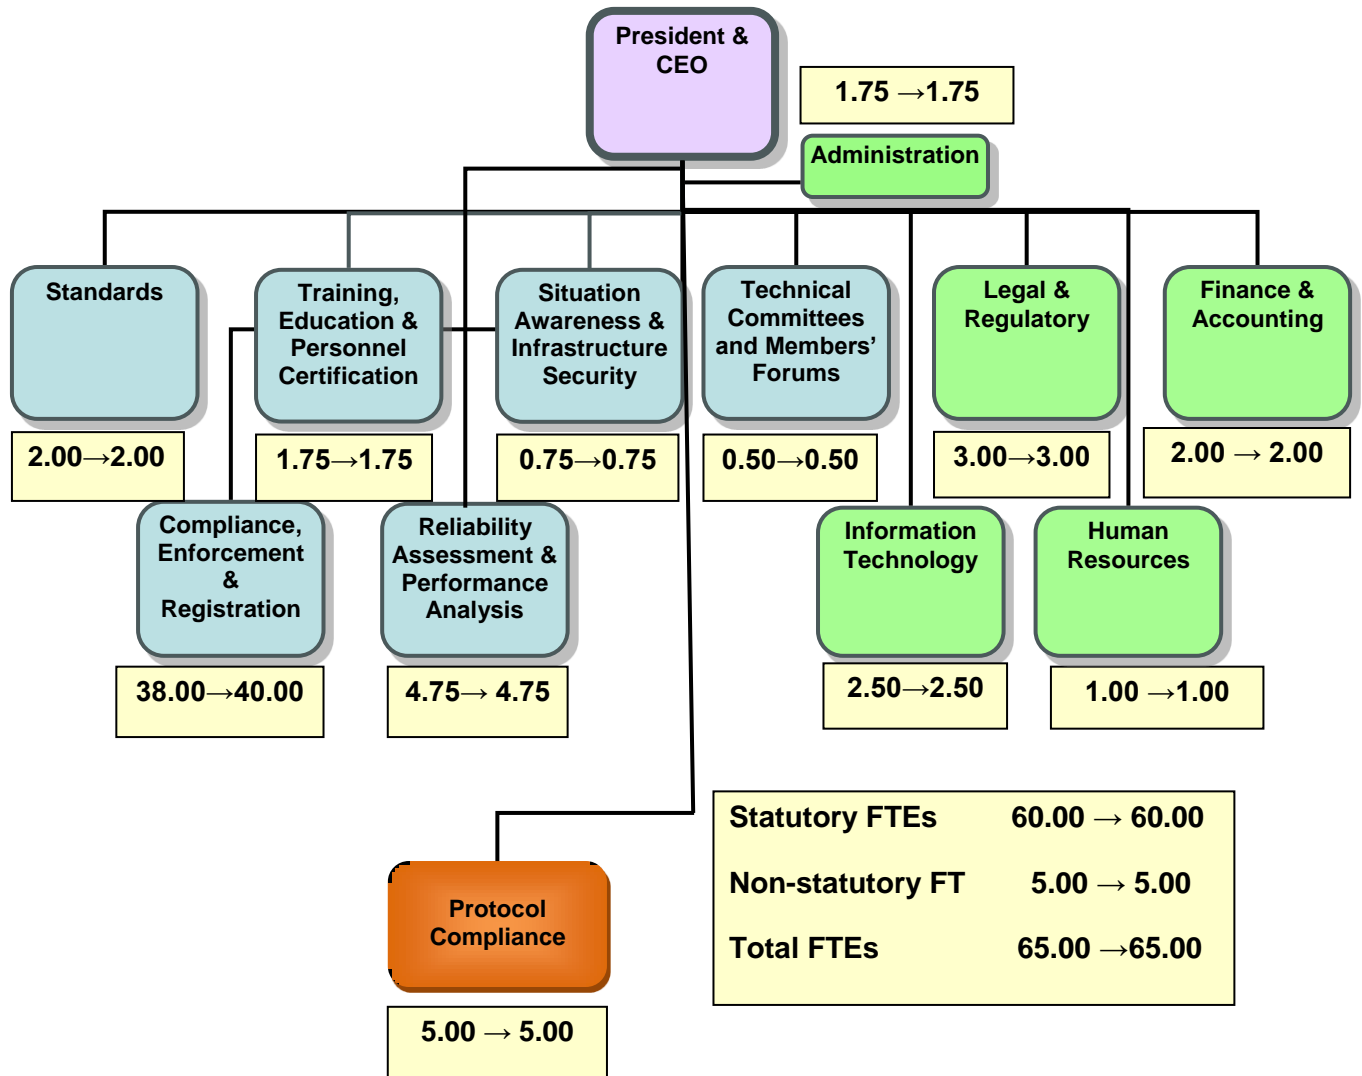 President &
CEO
1.75 →1.75
Administration
Standards
Training,
Education &
Personnel
Certification
Situation
Awareness &
Infrastructure
Security
Technical
Committees
and Members’
Forums
Legal &
Regulatory
Finance &
Accounting
2.00→2.00
1.75→1.75
0.75→0.75
0.50→0.50
3.00→3.00
2.00 → 2.00
Compliance,
Enforcement
&
Registration
Reliability
Assessment &
Performance
Analysis
Information
Technology
Human
Resources
38.00→40.00
4.75→ 4.75
2.50→2.50
1.00 →1.00
Statutory FTEs 60.00 → 60.00
Non-statutory FT 5.00 → 5.00
Total FTEs 65.00 →65.00
Protocol
Compliance
5.00 → 5.00